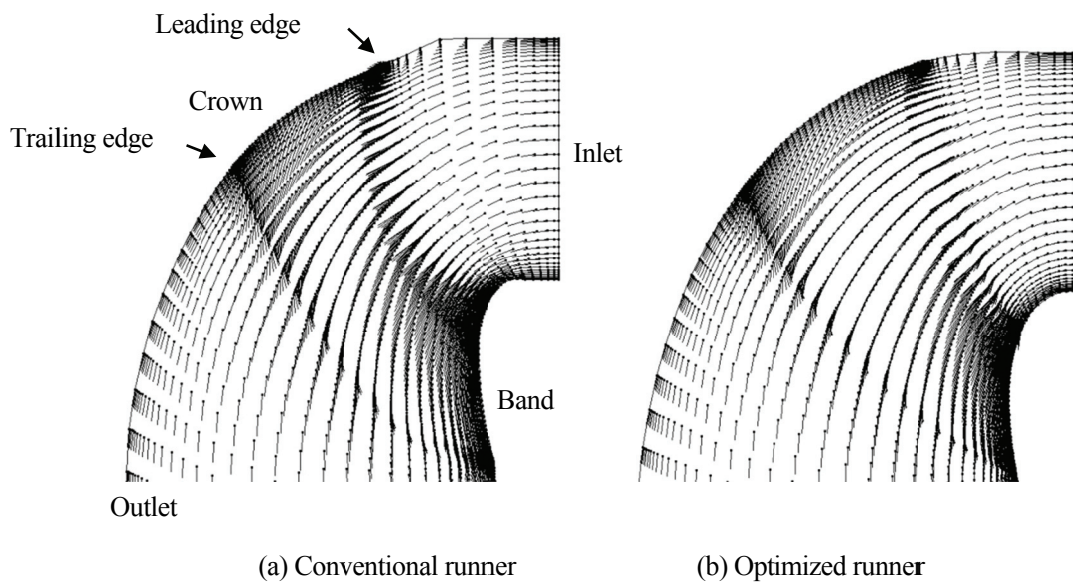 Leading edge
Crown
Trailing edge
Inlet
Band
Outlet
(a) Conventional runner
(b) Optimized runner